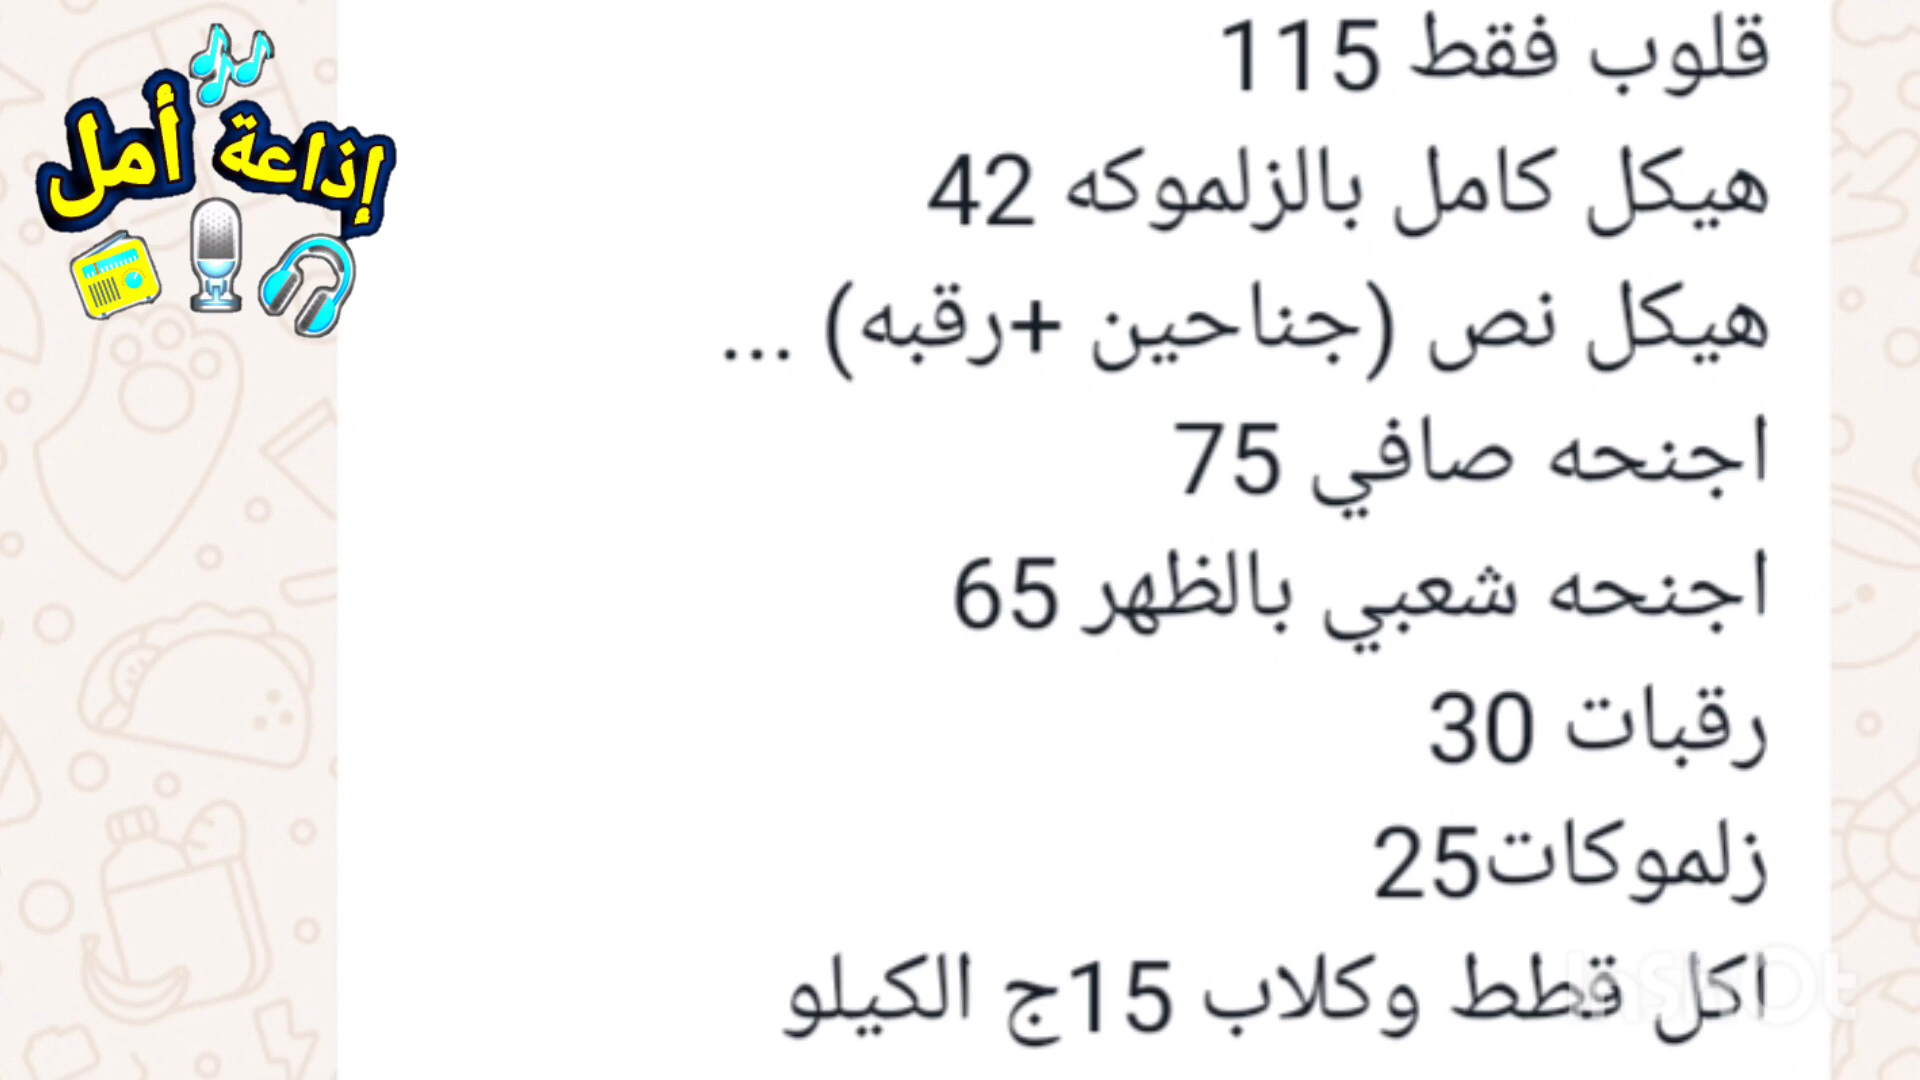 إذاعة أمل
قلوب فقط 115
هيكل كامل بالزلموكه 42
هيكل نص (جناحين +رقبه) ...
اجنحه صافي 75
اجنحه شعبي بالظهر 65
رقبات 30
زلموكات25
اكل قطط وكلاب 15ج الكيلو
InShOt